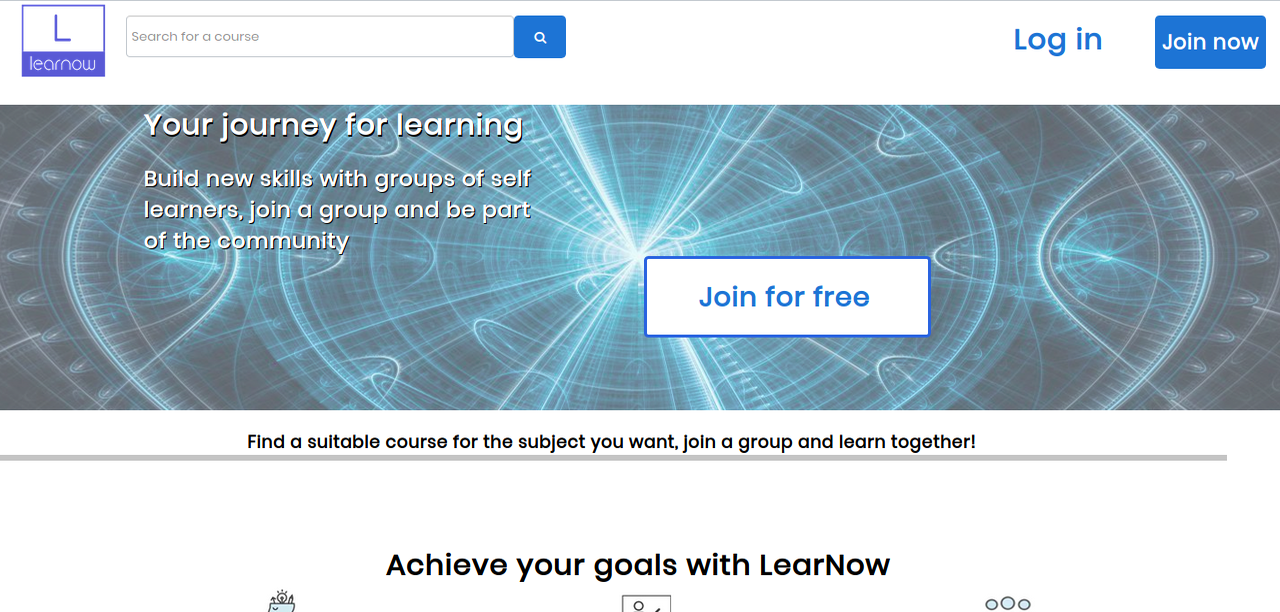 L
learnow
Search for a course
Log in
Join now
Your journey for learning
Build new skills with groups of self
learners, join a group and be part
of the community
Join for free
Find a suitable course for the subject you want, join a group and learn together!
Achieve your goals with LearNow